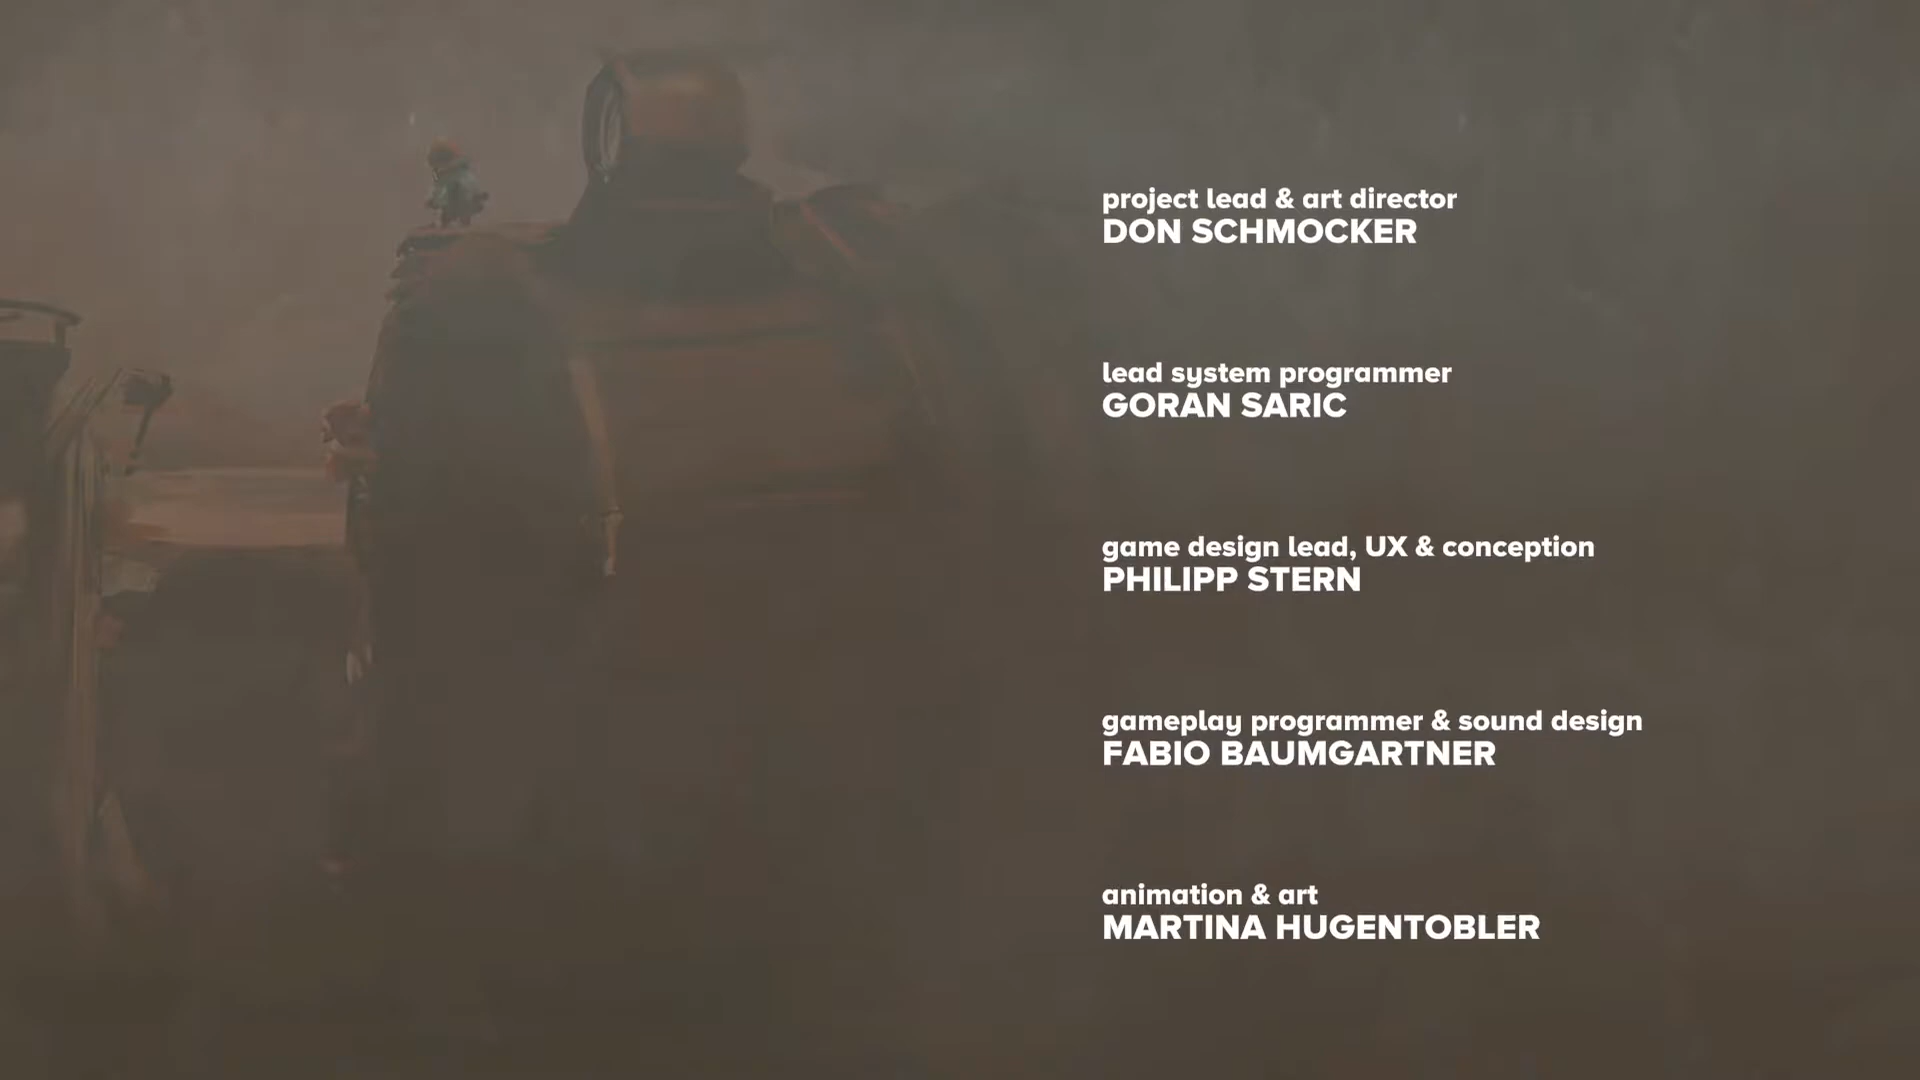 project lead & art director
DON SCHMOCKER
lead system programmer
GORAN SARIC
game design lead, UX & conception
PHILIPP STERN
gameplay programmer & sound design
FABIO BAUMGARTNER
animation & art
MARTINA HUGENTOBLER